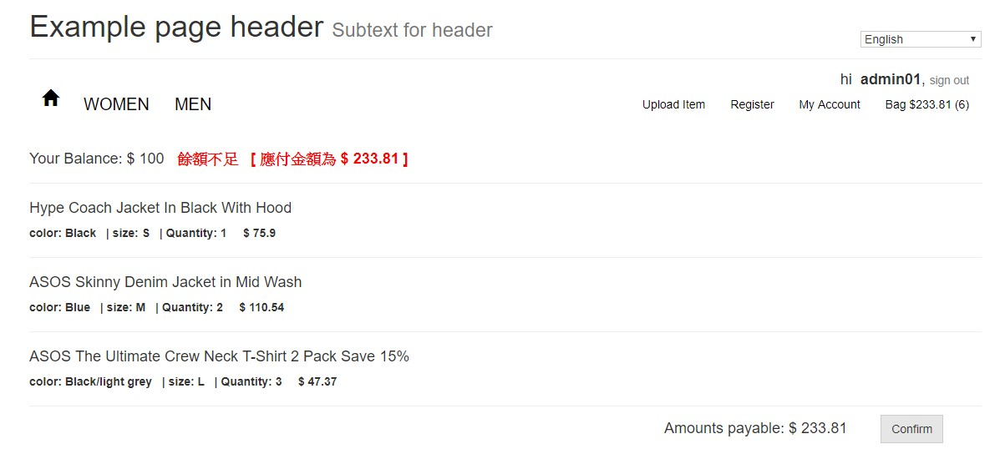 Example page header Subtext for header
English
hi admin01, sign out
WOMEN MEN
Upload Item Register My Account Bag $233.81 (6)
Your Balance: $ 100 餘額不足 [ 應付金額為 $ 233.81 ]
Hype Coach Jacket In Black With Hood
color: Black | size: S | Quantity: 1 $ 75.9
ASOS Skinny Denim Jacket in Mid Wash
color: Blue | size: M | Quantity: 2 $ 110.54
ASOS The Ultimate Crew Neck T-Shirt 2 Pack Save 15%
color: Black/light grey | size: L | Quantity: 3 $ 47.37
Amounts payable: $ 233.81 Confirm